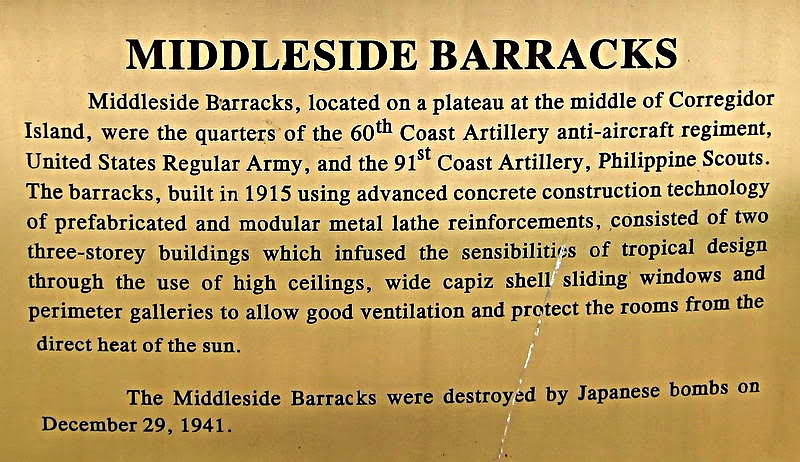 MIDDLESIDE BARRACKS
Middleside Barracks, located on a plateau at the middle of Corregidor
Island, were the quarters of the 60th Coast Artillery anti-aircraft regiment,
United States Regular Army, and the 91st Coast Artillery, Philippine Scouts.
The barracks, built in 1915 using advanced concrete construction technology
of prefabricated and modular metal lathe reinforcements, consisted of two
three-storey buildings which infused the sensibilities of tropical design
through the use of high ceilings, wide capiz shell sliding windows and
perimeter galleries to allow good ventilation and protect the rooms from the
direct heat of the sun.
The Middleside Barracks were destroyed by Japanese bombs on
December 29, 1941.